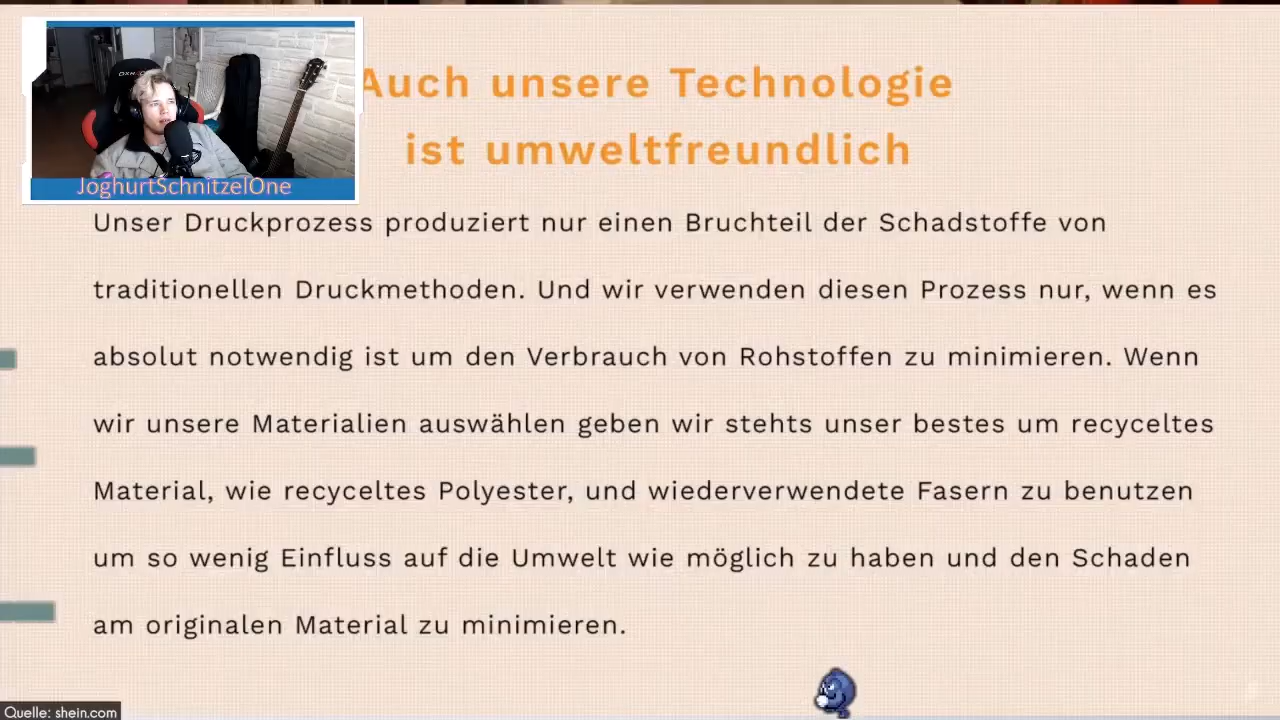 Auch unsere Technologie
ist umweltfreundlich
JoghurtSchnitzelOne
Unser Druckprozess produziert nur einen Bruchteil der Schadstoffe von
traditionellen Druckmethoden. Und wir verwenden diesen Prozess nur, wenn es
absolut notwendig ist um den Verbrauch von Rohstoffen zu minimieren. Wenn
wir unsere Materialien auswählen geben wir stehts unser bestes um recyceltes
Material, wie recyceltes Polyester, und wiederverwendete Fasern zu benutzen
um so wenig Einfluss auf die Umwelt wie möglich zu haben und den Schaden
am originalen Material zu minimieren.
Quelle: shein.com